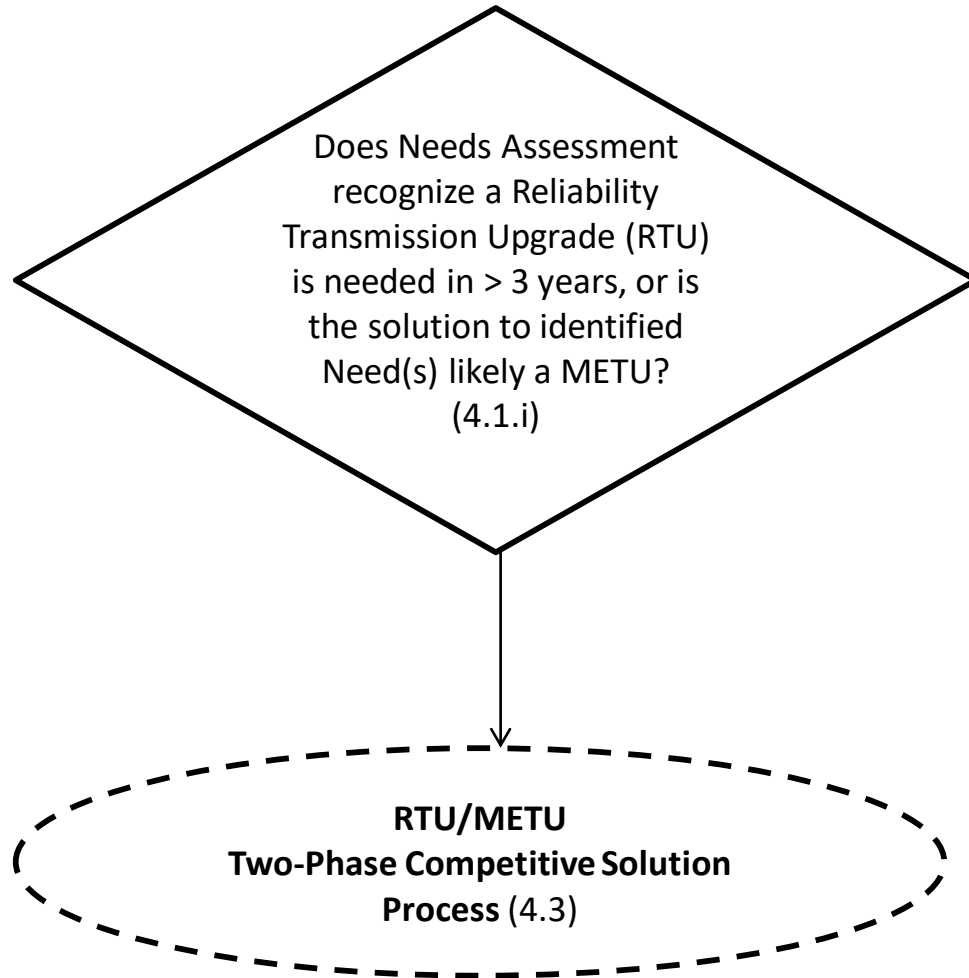 Does Needs Assessment
recognize a Reliability
Transmission Upgrade (RTU)
is needed in > 3 years, or is
the solution to identified
Need(s) likely a METU?
(4.1.i)
RTU/METU
Two-Phase Competitive Solution
Process (4.3)